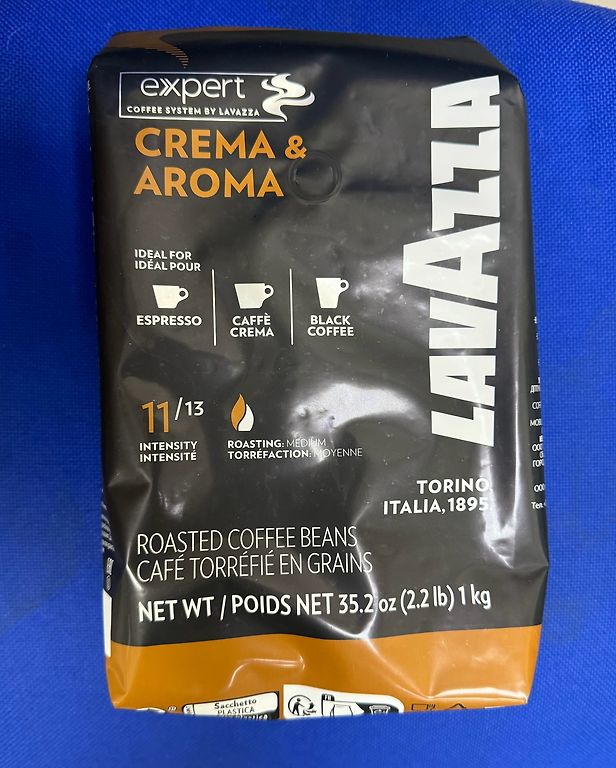 expert
COFFEE SYSTEM BY LAVAZZA
CREMA &
AROMA
LAVAZZA
IDEAL FOR
IDÉAL POUR
ESPRESSO
CAFFÈ
CREMA
BLACK
COFFEE
11/13
INTENSITY
INTENSITÉ
ROASTING: MEDIUM
TORRÉFACTION: MOYENNE
TORINO,
ITALIA, 1895.
ROASTED COFFEE BEANS
CAFÉ TORRÉFIÉ EN GRAINS
NET WT / POIDS NET 35.2 oz (2.2 lb) 1 kg
Sacchetto
PLASTICA